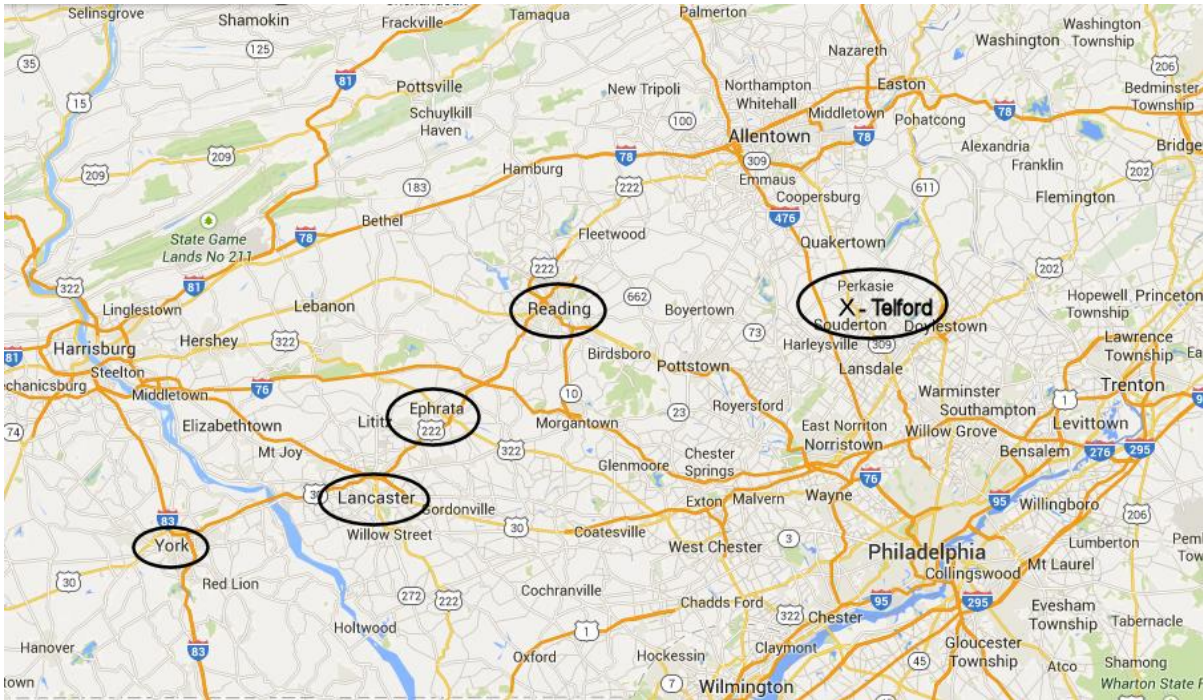 Selinsgrove
Shamokin
Frackville
Tamaqua
Palmerton
Washington
Washington
Township
125
35
81
Nazareth
Easton
206
Bedminster
Township
15
Pottsville
New Tripoli
Northampton
Whitehall
Middletown
Pohatcong
78
Schuylkill
Haven
100
Allentown
78
Alexandria
Bridge
209
209
Hamburg
78
309
Franklin
202
183
222
Emmaus
Coopersburg
611
Flemington
Bethel
476
State Game
Lands No 211
78
Fleetwood
Quakertown
322
81
222
202
Linglestown
Lebanon
Reading
662
Boyertown
Perkasie
X - Telford
Souderton
Doylestown
Hopewell
Township
Princeton
81
Harrisburg
Hershey
322
73
Harleysville
309
Lawrence
Township
Steelton
Birdsboro
Pottstown
Lansdale
chanicsburg
76
Middletown
10
Warminster
Trenton
Ephrata
23
Royersford
Southampton
1
74
Elizabethtown
Lititz
222
Morgantown
East Norriton
Norristown
Willow Grove
Levittown
Mt Joy
322
Chester
Springs
Bensalem
276
295
Glenmoore
76
Lancaster
Exton
Malvern
Wayne
95
Willingboro
83
Gordonville
30
Coatesville
206
York
Willow Street
West Chester
3
Philadelphia
Lumberton
30
Red Lion
Collingswood
Mt Laurel
272
222
Cochranville
Chadds Ford
322
95
295
Evesham
Township
Tabernacle
Holtwood
1
Chester
Hanover
83
Oxford
Hockessin
Claymont
Gloucester
Township
45
Atco
Shamong
town
7
Wilmington
Wharton State